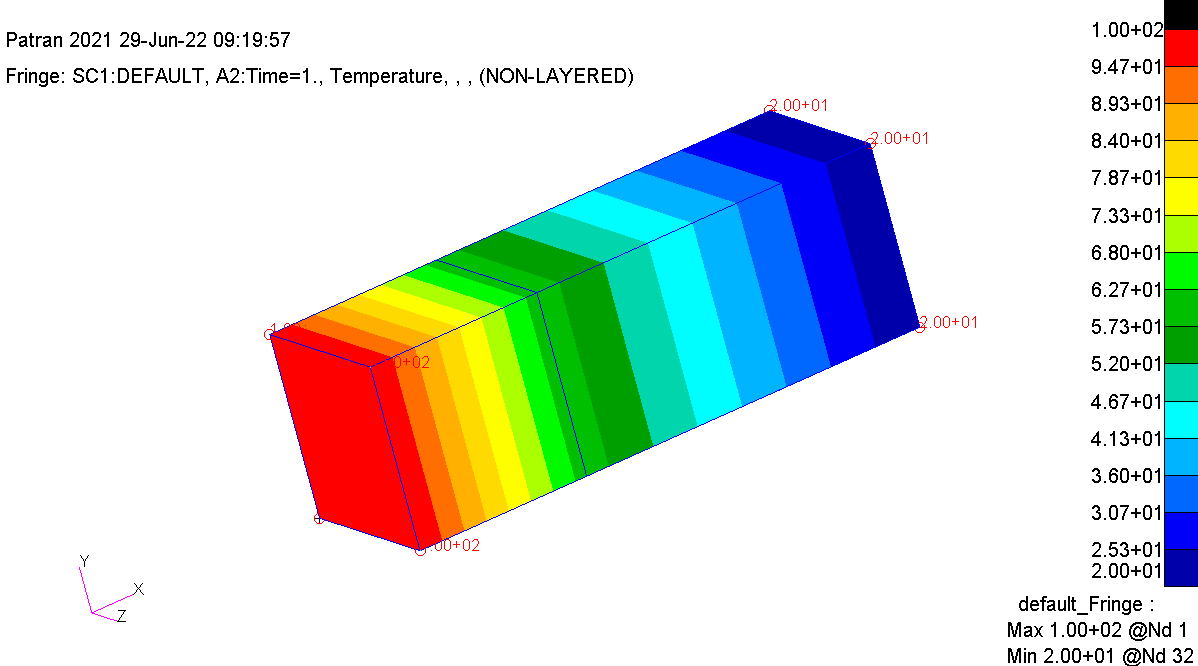 Patran 2021 29-Jun-22 09:19:57
Fringe: SC1:DEFAULT, A2:Time=1., Temperature, , , (NON-LAYERED)
1.00+02
9.47+01
8.93+01
8.40+01
7.87+01
7.33+01
6.80+01
6.27+01
5.73+01
5.20+01
4.67+01
4.13+01
3.60+01
3.07+01
2.53+01
2.00+01
2.00+01
2.00+01
2.00+01
Y
X
Z
default_Fringe :
Max 1.00+02 @Nd 1
Min 2.00+01 @Nd 32